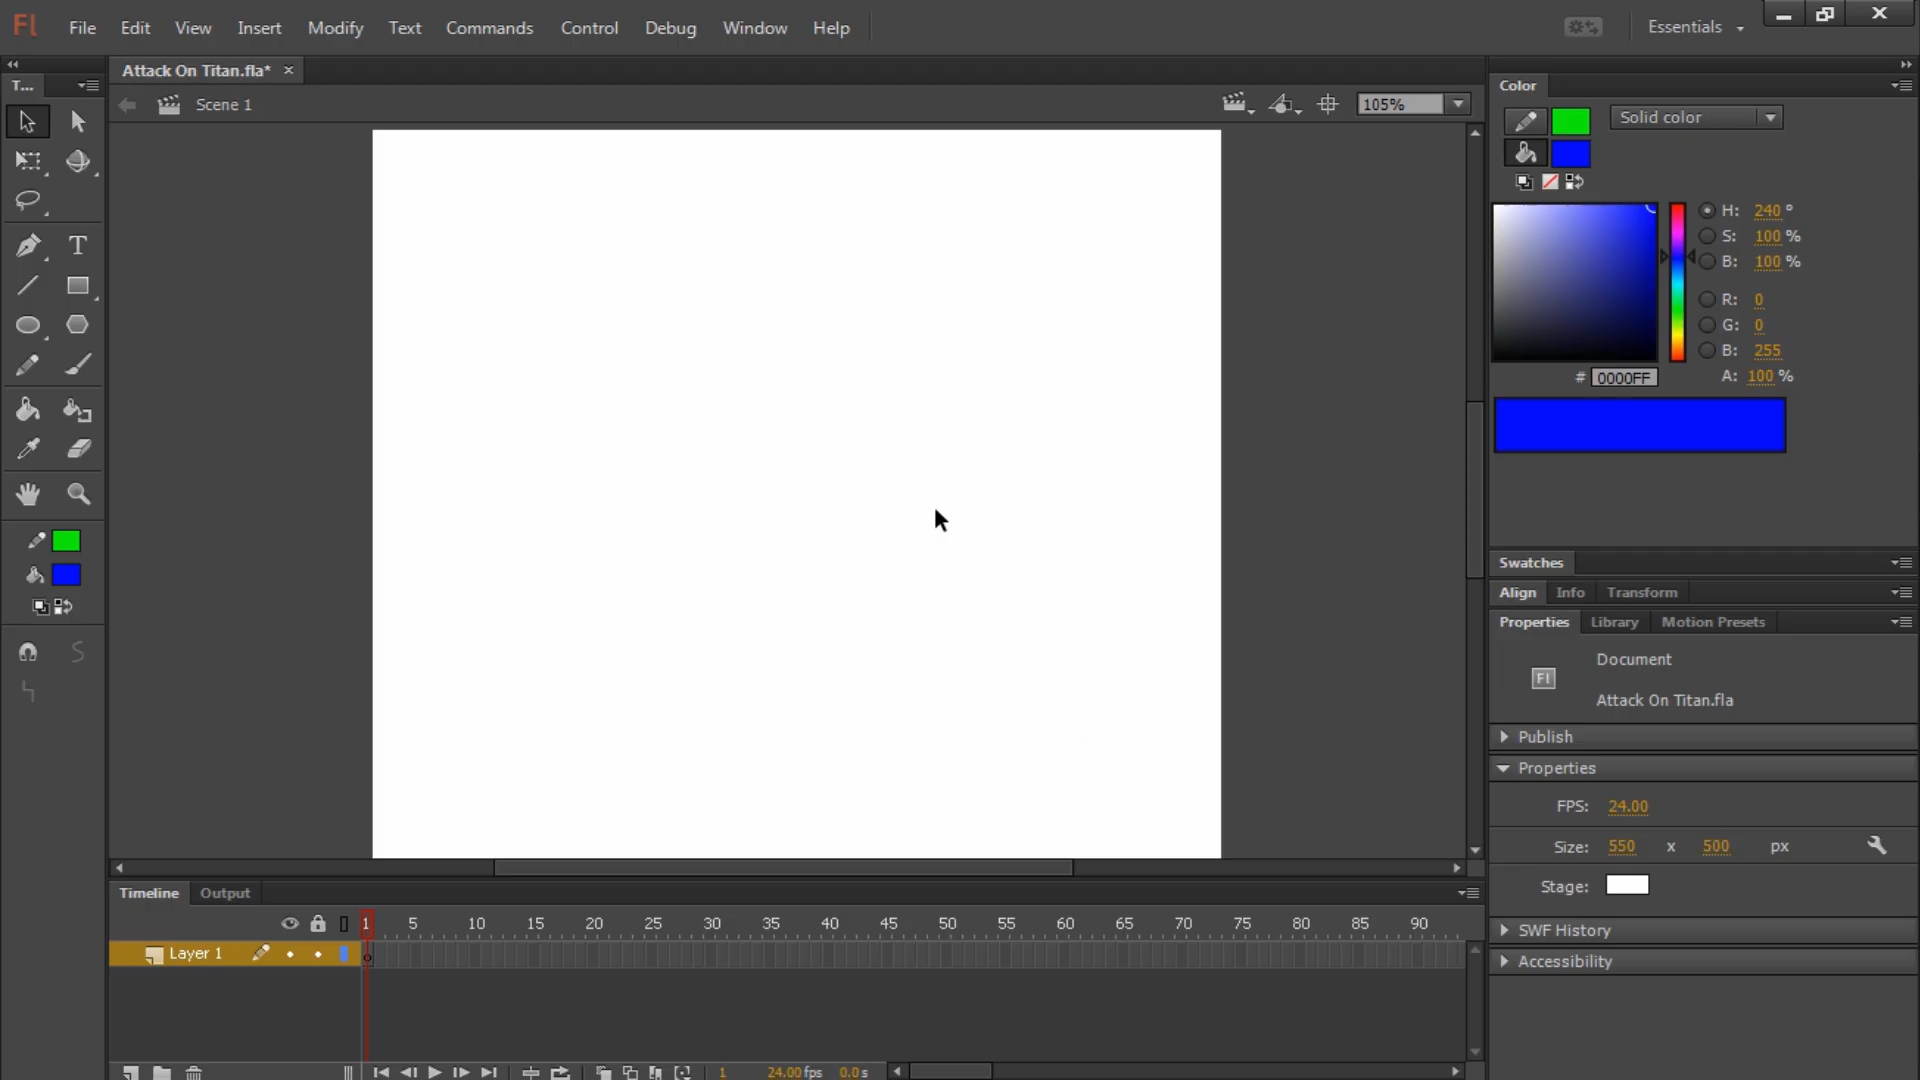 Fl File Edit View Insert Modify Text Commands Control Debug Window Help Essentials
Attack On Titan.fla*
Scene 1
105%
T...
T
Color
Solid color
H: 240 °
S: 100 %
B: 100 %
R: 0
G: 0
B: 255
# 0000FF
A: 100 %
Swatches
Align Info Transform
Properties Library Motion Presets
Fl
Document
Attack On Titan.fla
Publish
Properties
FPS: 24.00
Size: 550 x 500 px
Stage:
SWF History
Accessibility
Timeline Output
1 5 10 15 20 25 30 35 40 45 50 55 60 65 70 75 80 85 90
Layer 1
1 24.00 fps 0.0 s